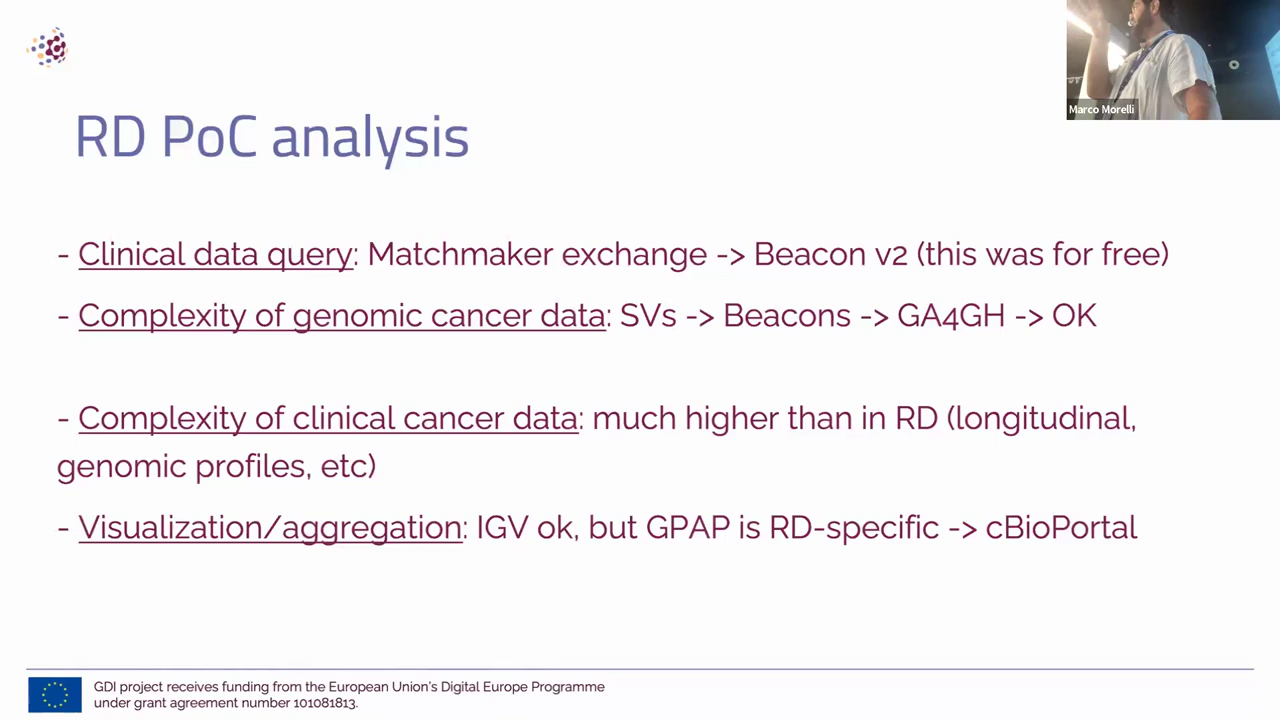 Marco Morelli
RD PoC analysis
- Clinical data query: Matchmaker exchange -> Beacon v2 (this was for free)
- Complexity of genomic cancer data: SVs -> Beacons -> GA4GH -> OK
- Complexity of clinical cancer data: much higher than in RD (longitudinal,
genomic profiles, etc)
- Visualization/aggregation: IGV ok, but GPAP is RD-specific -> cBioPortal
GDI project receives funding from the European Union's Digital Europe Programme
under grant agreement number 101081813.